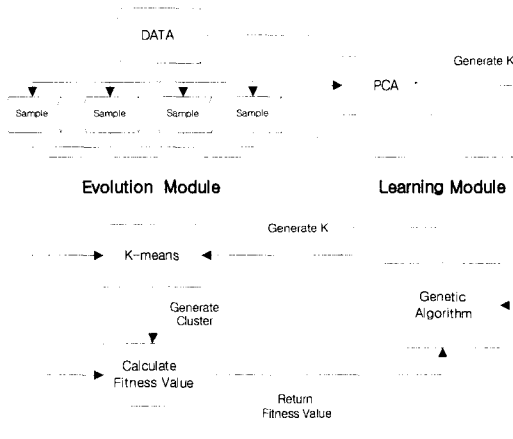 DATA
Generate K
PCA
Sample
Sample
Sample
Sample
Evolution Module
Learning Module
Generate K
K-means
Generate
Cluster
Genetic
Algorithm
Calculate
Fitness Value
Return
Fitness Value